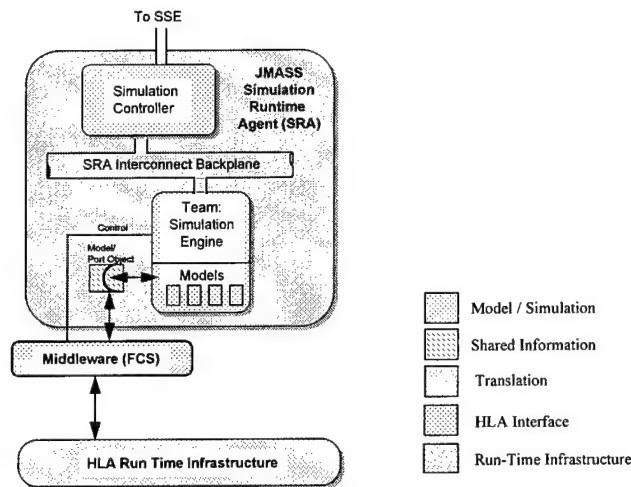 To SSE
Simulation
Controller
JMASS
Simulation
Runtime
Agent (SRA)
SRA Interconnect Backplane
Team:
Simulation
Engine
Control
Model/
Port Object
Models
Middleware (FCS)
HLA Run Time Infrastructure
Model / Simulation
Shared Information
Translation
HLA Interface
Run-Time Infrastructure